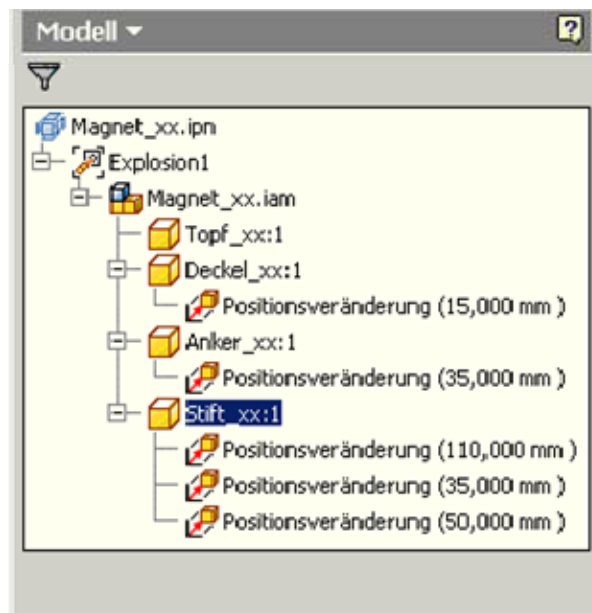 Modell
Magnet_xx.ipn
Explosion1
Magnet_xx.iam
Topf_xx:1
Deckel_xx:1
Positionsveränderung (15,000 mm )
Anker_xx:1
Positionsveränderung (35,000 mm )
Stift_xx:1
Positionsveränderung (110,000 mm )
Positionsveränderung (35,000 mm )
Positionsveränderung (50,000 mm )